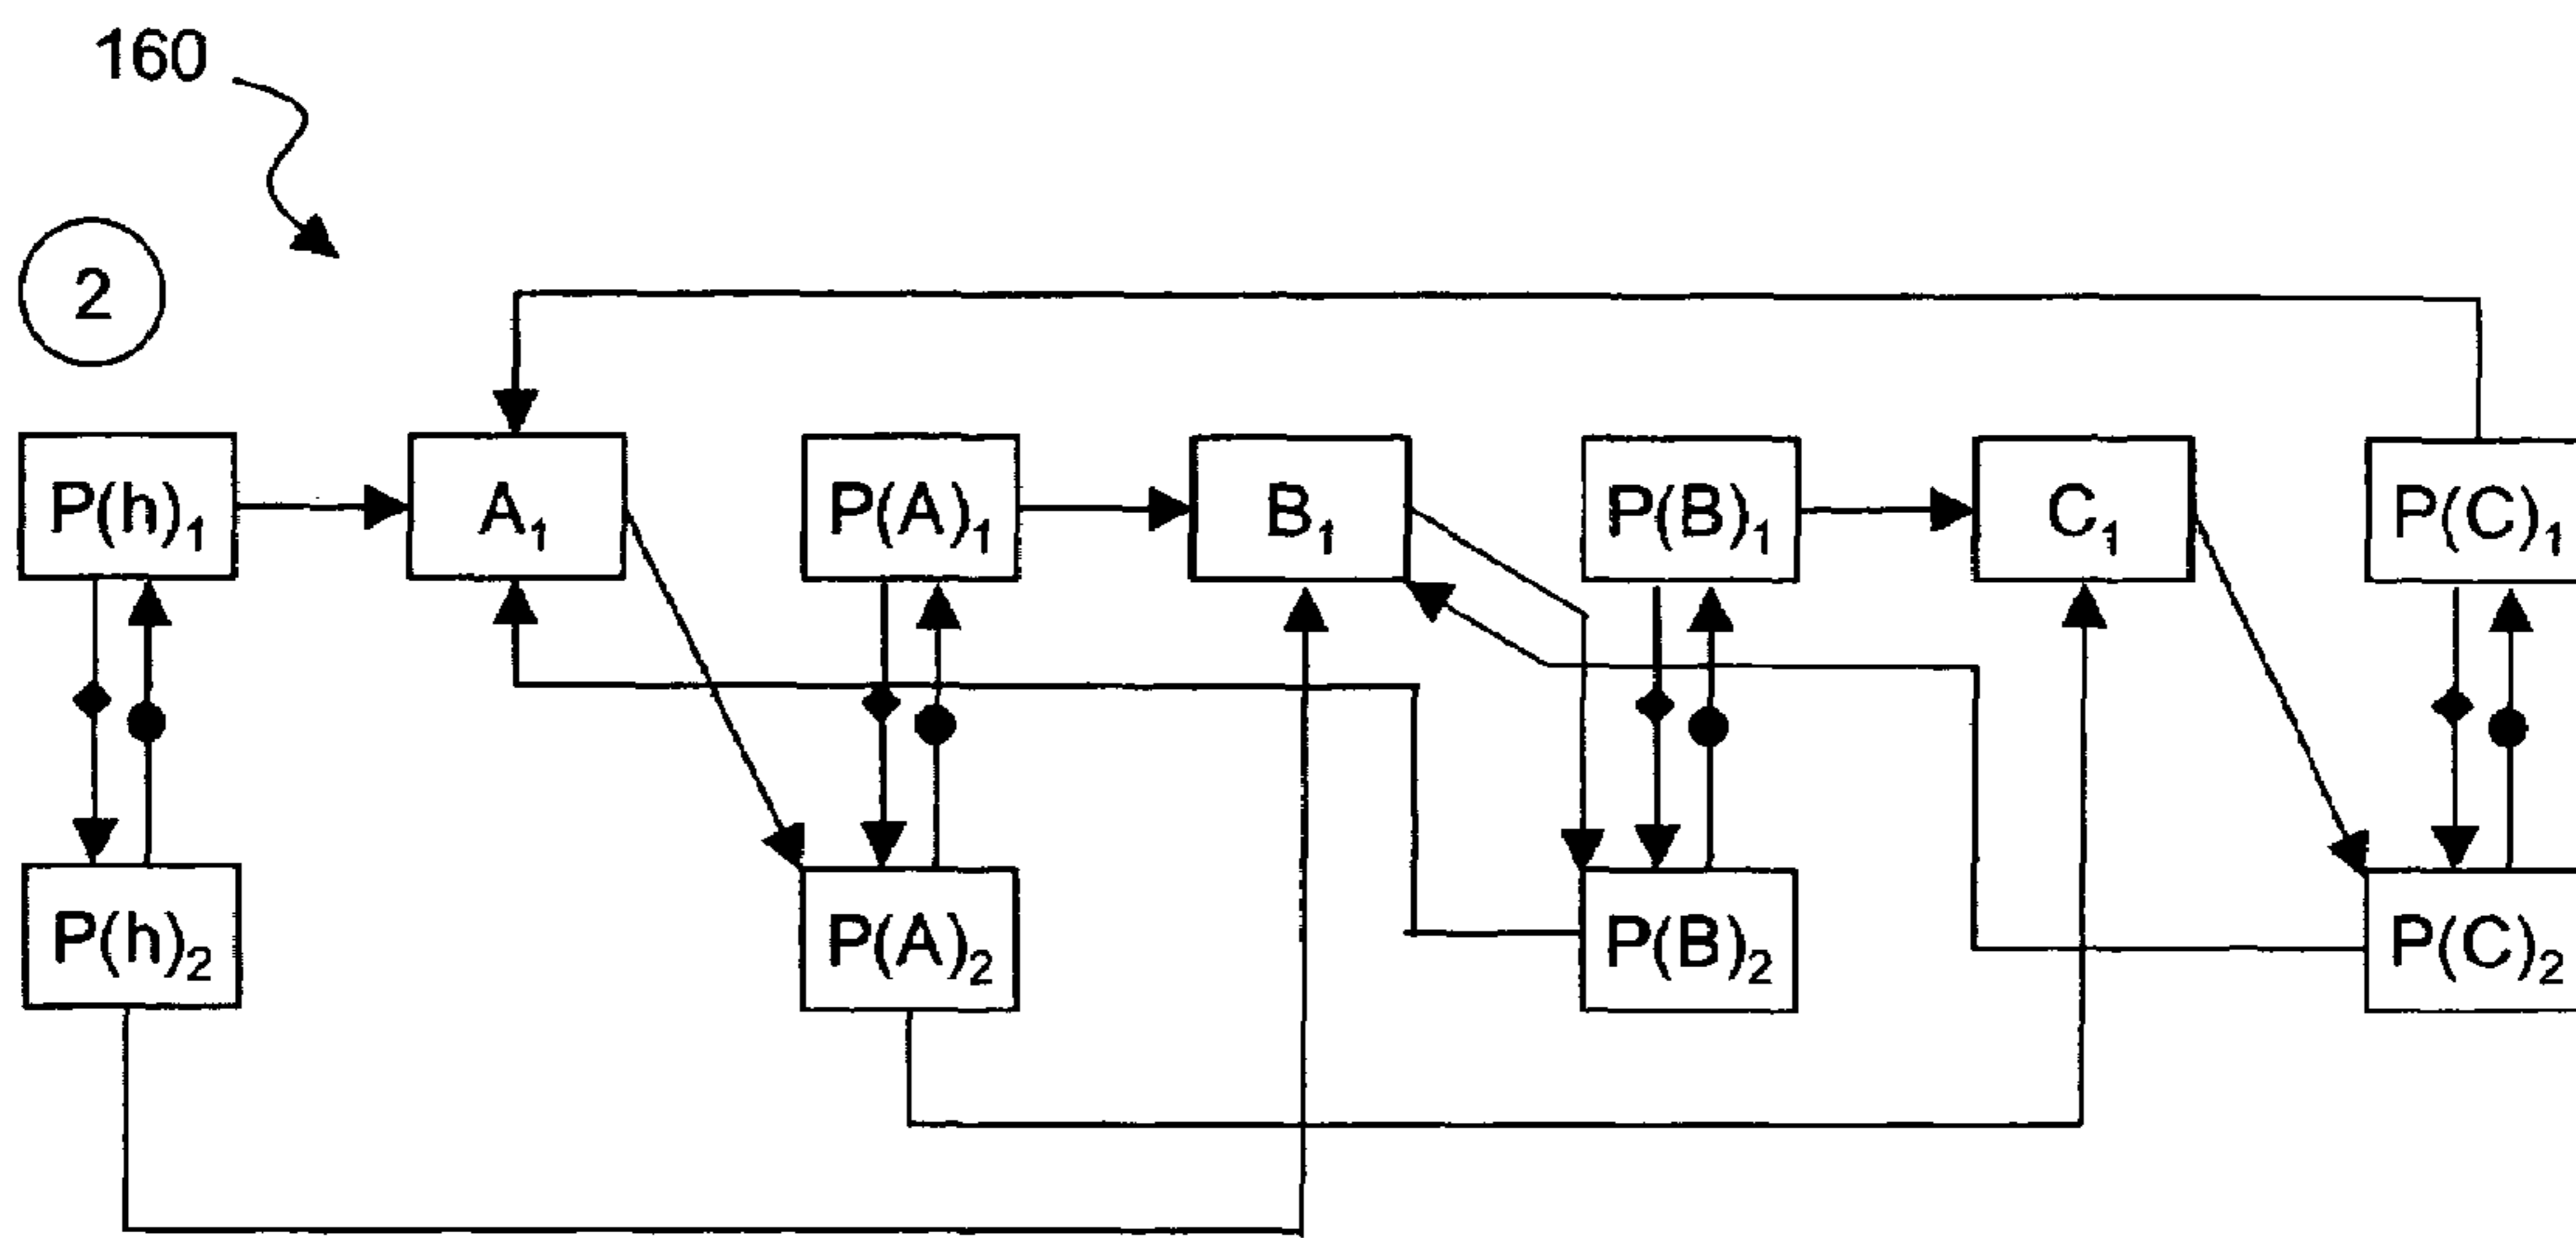 160
2
P(h)₁
A₁
P(A)₁
B₁
P(B)₁
C₁
P(C)₁
P(h)₂
P(A)₂
P(B)₂
P(C)₂